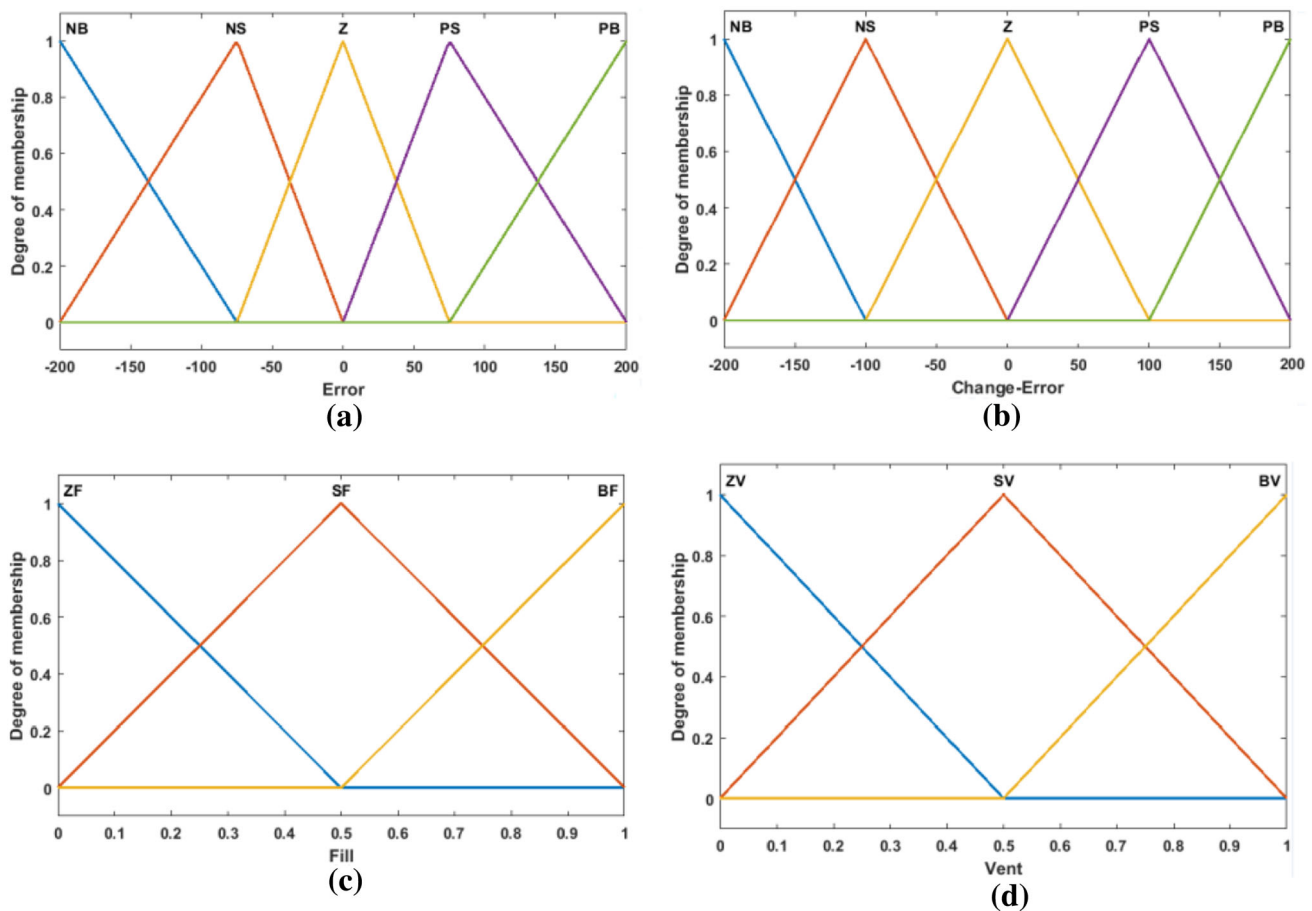 NB NS Z PS PB
1
0.8
0.6
0.4
0.2
0
Degree of membership
-200 -150 -100 -50 0 50 100 150 200
Error
(a)
NB NS Z PS PB
1
0.8
0.6
0.4
0.2
0
Degree of membership
-200 -150 -100 -50 0 50 100 150 200
Change-Error
(b)
ZF SF BF
1
0.8
0.6
0.4
0.2
0
Degree of membership
0 0.1 0.2 0.3 0.4 0.5 0.6 0.7 0.8 0.9 1
Fill
(c)
ZV SV BV
1
0.8
0.6
0.4
0.2
0
Degree of membership
0 0.1 0.2 0.3 0.4 0.5 0.6 0.7 0.8 0.9 1
Vent
(d)